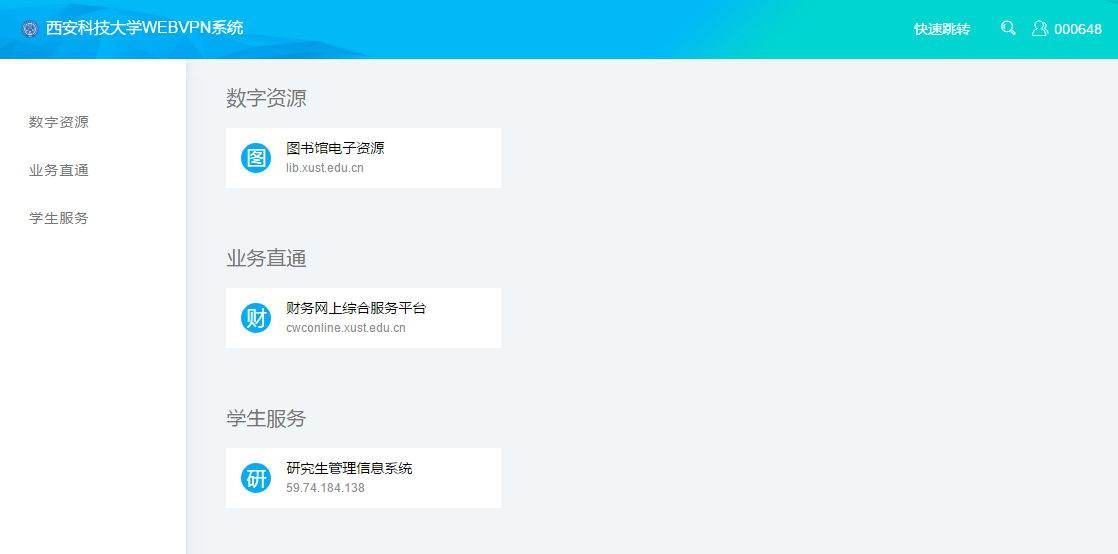 西安科技大学WEBVPN系统
快速跳转
000648
数字资源
业务直通
学生服务
数字资源
图
图书馆电子资源
lib.xust.edu.cn
业务直通
财
财务网上综合服务平台
cwconline.xust.edu.cn
学生服务
研
研究生管理信息系统
59.74.184.138